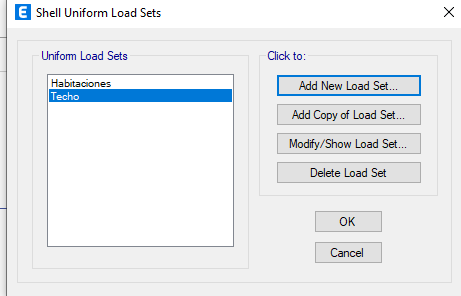 E Shell Uniform Load Sets
Uniform Load Sets
Habitaciones
Techo
Click to:
Add New Load Set...
Add Copy of Load Set...
Modify/Show Load Set...
Delete Load Set
OK
Cancel